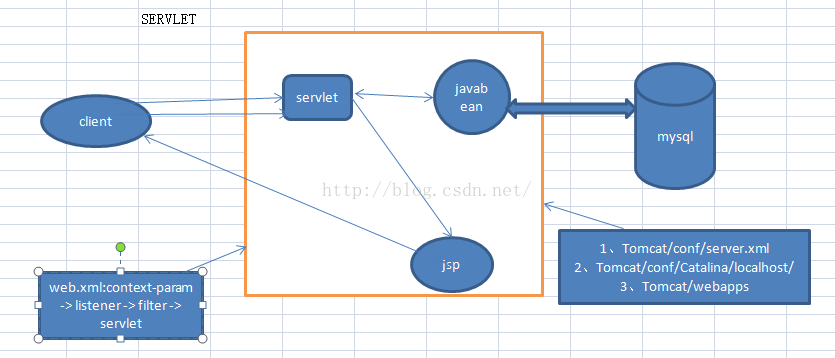 SERVLET
servlet
javab
ean
client
mysql
http://blog.csdn.net/
jsp
1、Tomcat/conf/server.xml
2、Tomcat/conf/Catalina/localhost/
3、Tomcat/webapps
web.xml:context-param
->listener->filter->
servlet